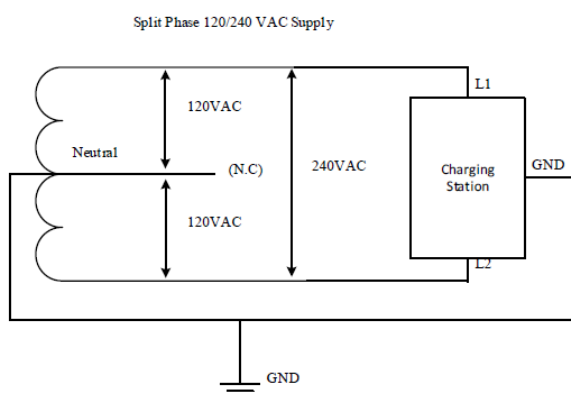 Split Phase 120/240 VAC Supply
L1
120VAC
Neutral
(N.C)
240VAC
Charging
Station
GND
120VAC
L2
GND